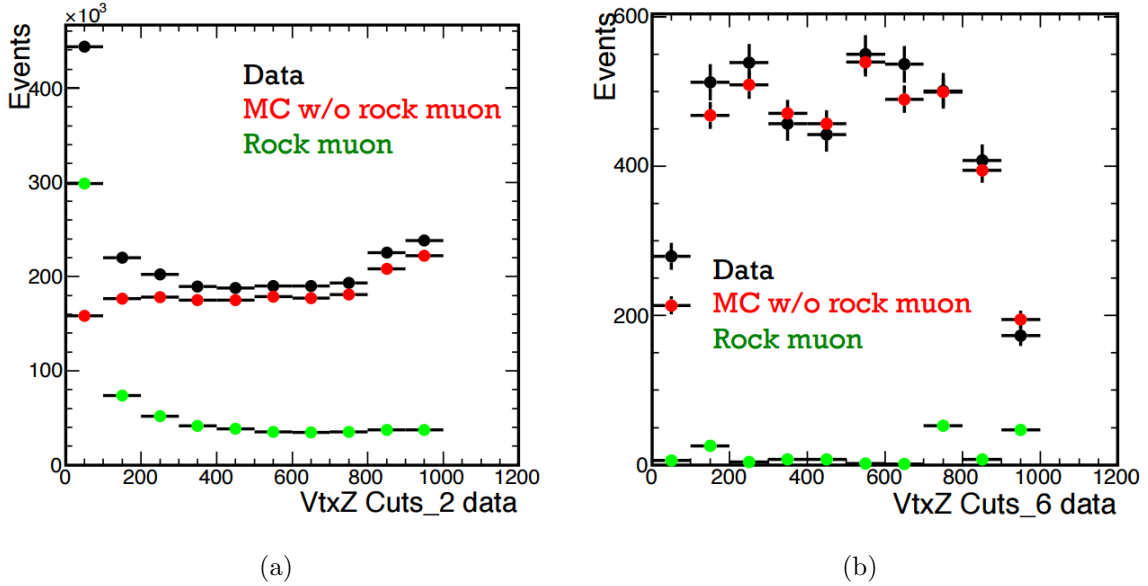 ×10³
Events
400
300
200
100
0
Data
MC w/o rock muon
Rock muon
0 200 400 600 800 1000 1200
VtxZ Cuts_2 data
(a)
Events
600
400
200
0
Data
MC w/o rock muon
Rock muon
0 200 400 600 800 1000 1200
VtxZ Cuts_6 data
(b)